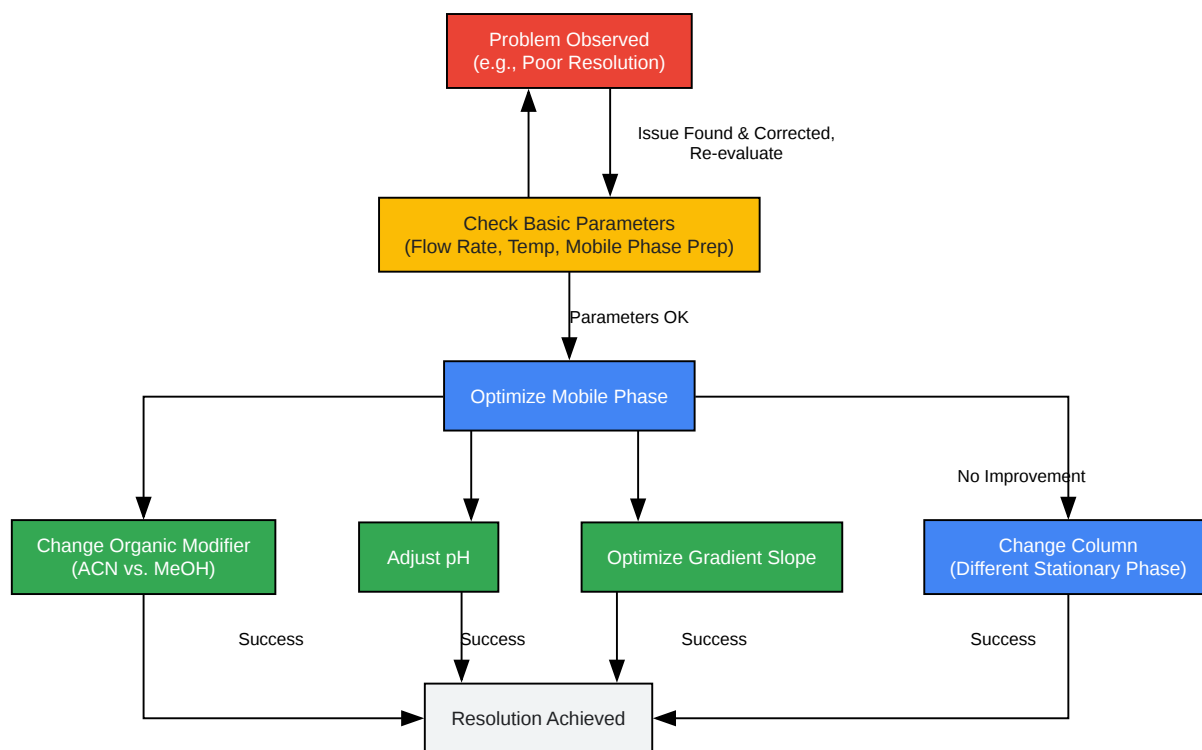 Problem Observed
(e.g., Poor Resolution)
Issue Found & Corrected,
Re-evaluate
Check Basic Parameters
(Flow Rate, Temp, Mobile Phase Prep)
Parameters OK
Optimize Mobile Phase
No Improvement
Change Organic Modifier
(ACN vs. MeOH)
Adjust pH
Optimize Gradient Slope
Change Column
(Different Stationary Phase)
Success
Success
Success
Success
Resolution Achieved